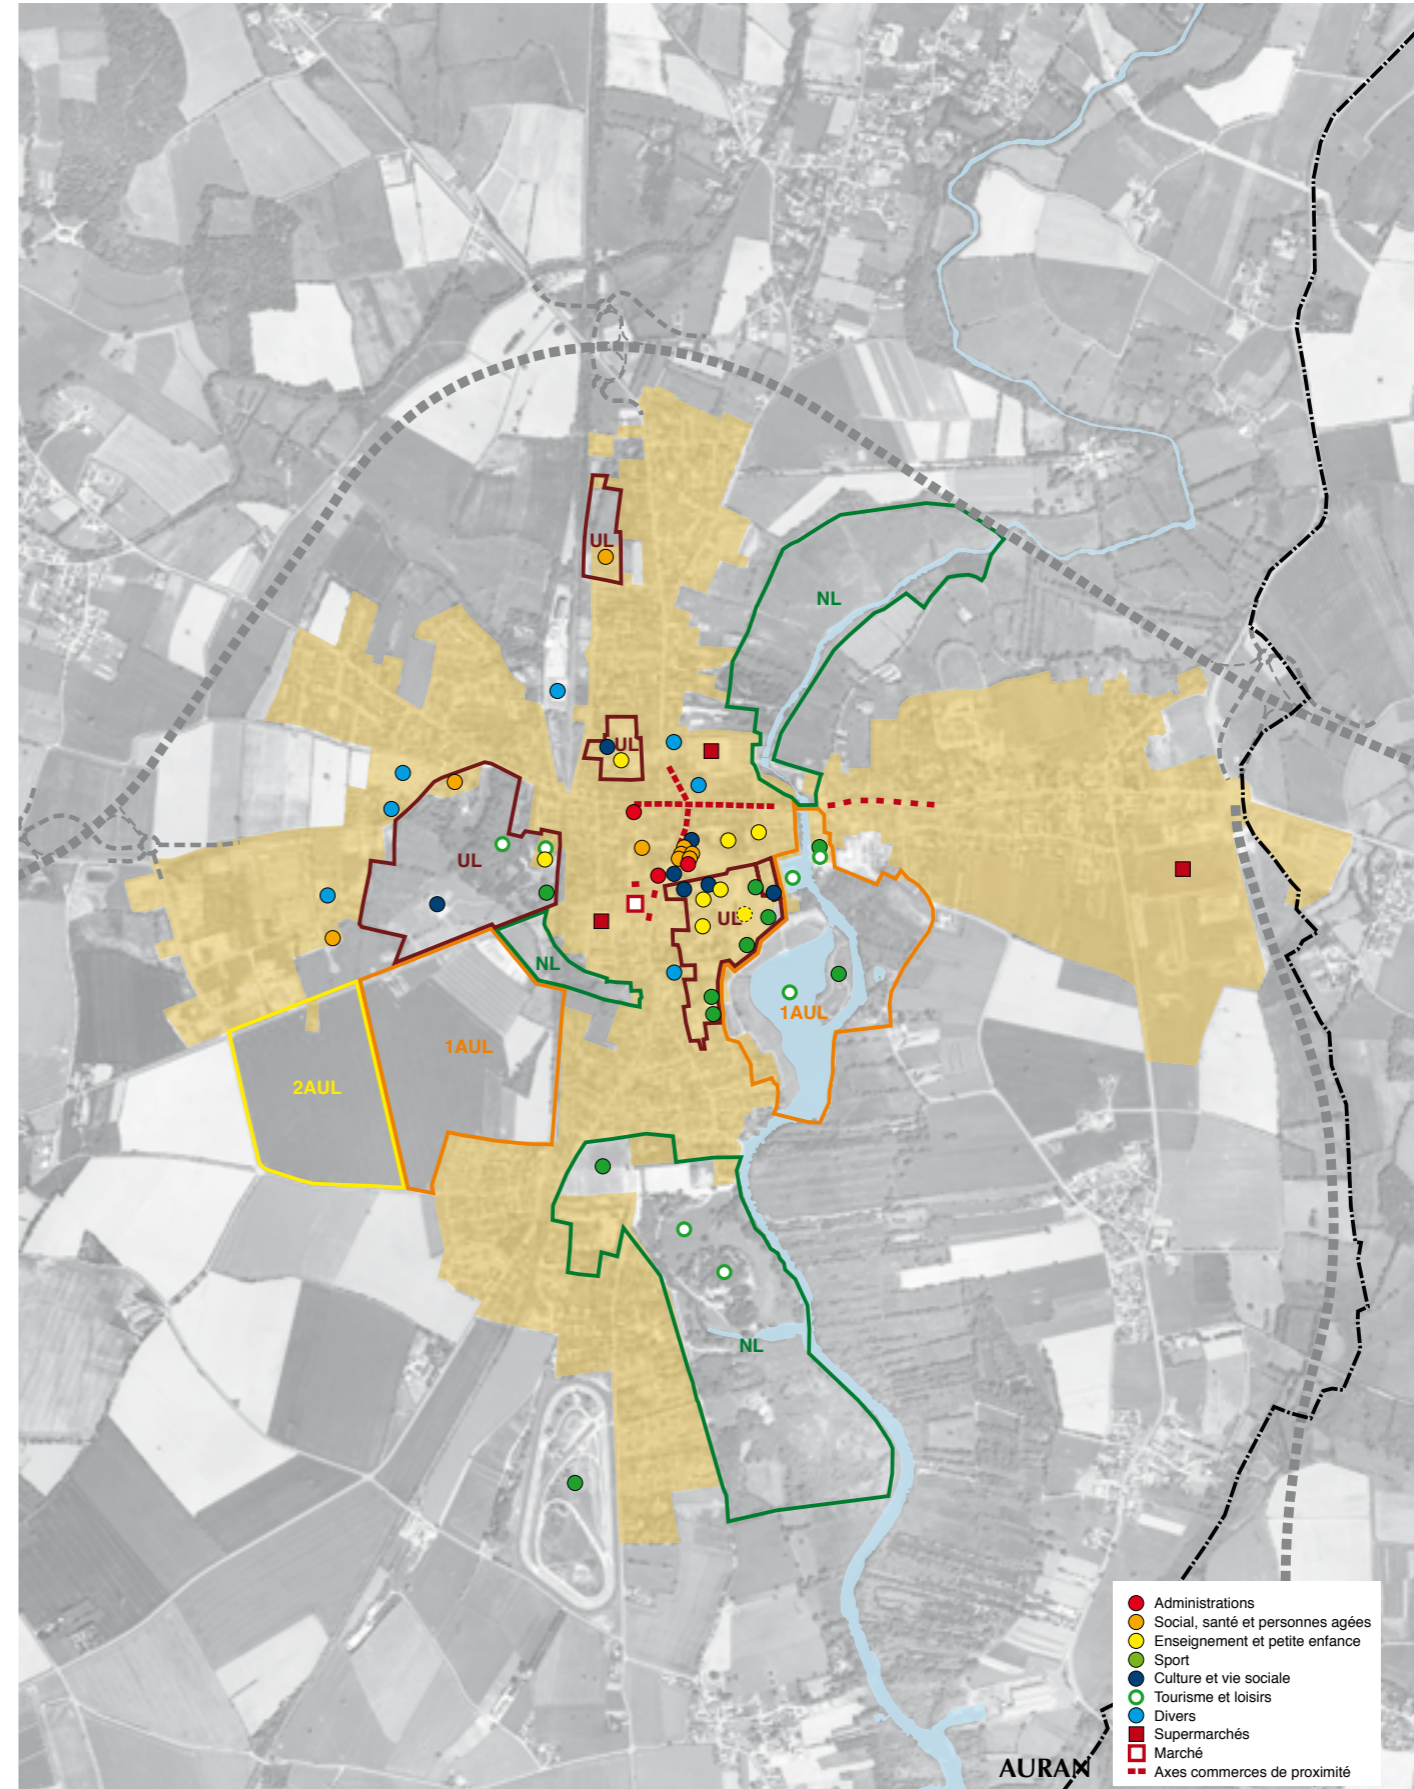 UL
NL
UL
UL
UL
NL
1AUL
1AUL
2AUL
NL
Administrations
Social, santé et personnes agées
Enseignement et petite enfance
Sport
Culture et vie sociale
Tourisme et loisirs
Divers
Supermarchés
Marché
Axes commerces de proximité
AURAN